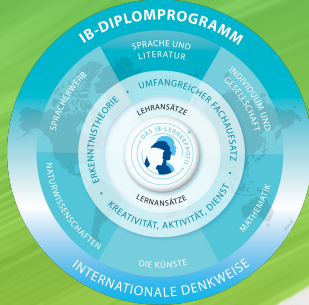 IB-DIPLOMPROGRAMM
SPRACHE UND
LITERATUR
SPRACHERWERB
INDIVIDUUM UND
GESELLSCHAFT
NATURWISSENSCHAFTEN
MATHEMATIK
DIE KÜNSTE
ERKENNTNISTHEORIE • UMFANGREICHER FACHAUFSATZ •
KREATIVITÄT, AKTIVITÄT, DIENST •
LEHRANSÄTZE
DAS IB-LERNERPROFIL
LERNANSÄTZE
INTERNATIONALE DENKWEISE